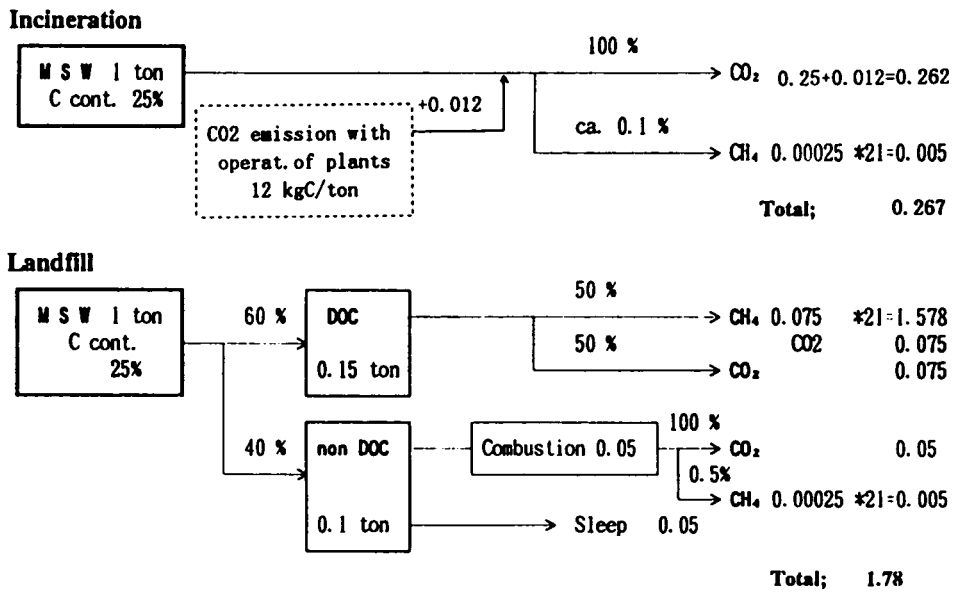 Incineration
MSW 1 ton
C cont. 25%
100 %
CO₂ 0.25+0.012=0.262
+0.012
CO2 emission with
operat.of plants
12 kgC/ton
ca. 0.1 %
CH₄ 0.00025 *21=0.005
Total; 0.267
Landfill
MSW 1 ton
C cont.
25%
60 %
DOC
0.15 ton
50 %
CH₄ 0.075 *21=1.578
CO2 0.075
50 %
CO₂ 0.075
40 %
non DOC
0.1 ton
Combustion 0.05
100 %
CO₂ 0.05
0.5%
CH₄ 0.00025 *21=0.005
Sleep 0.05
Total; 1.78